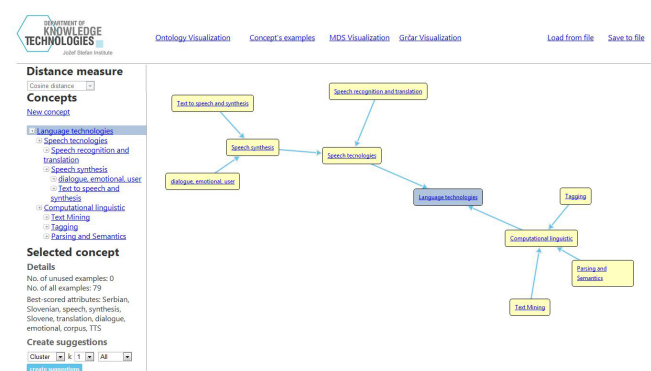 DEPARTMENT OF
KNOWLEDGE
TECHNOLOGIES
Jožef Stefan Institute
Ontology Visualization
Concept's examples
MDS Visualization
Grčar Visualization
Load from file
Save to file
Distance measure
Cosine distance
Concepts
New concept
Language technologies
Speech tecnologies
Speech recognition and
translation
Speech synthesis
dialogue, emotional, user
Text to speech and
synthesis
Computational linguistic
Text Mining
Tagging
Parsing and Semantics
Selected concept
Details
No. of unused examples: 0
No. of all examples: 79
Best-scored attributes: Serbian,
Slovenian, speech, synthesis,
Slovene, translation, dialogue,
emotional, corpus, TTS
Create suggestions
Cluster k 1 All
create suggestions
Speech recognition and translation
Text to speech and synthesis
Speech synthesis
Speech tecnologies
dialogue, emotional, user
Language technologies
Tagging
Computational linguistic
Parsing and
Semantics
Text Mining